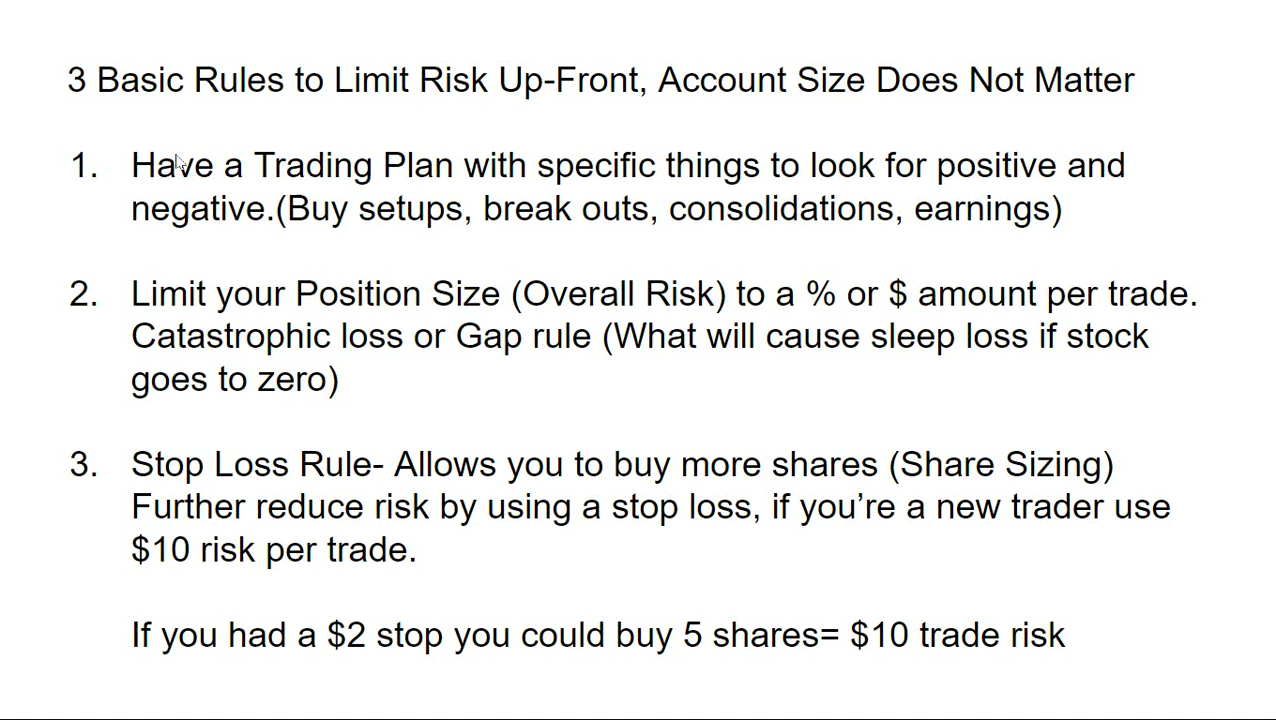 3 Basic Rules to Limit Risk Up-Front, Account Size Does Not Matter
1. Have a Trading Plan with specific things to look for positive and
negative.(Buy setups, break outs, consolidations, earnings)
2. Limit your Position Size (Overall Risk) to a % or $ amount per trade.
Catastrophic loss or Gap rule (What will cause sleep loss if stock
goes to zero)
3. Stop Loss Rule- Allows you to buy more shares (Share Sizing)
Further reduce risk by using a stop loss, if you’re a new trader use
$10 risk per trade.
If you had a $2 stop you could buy 5 shares= $10 trade risk